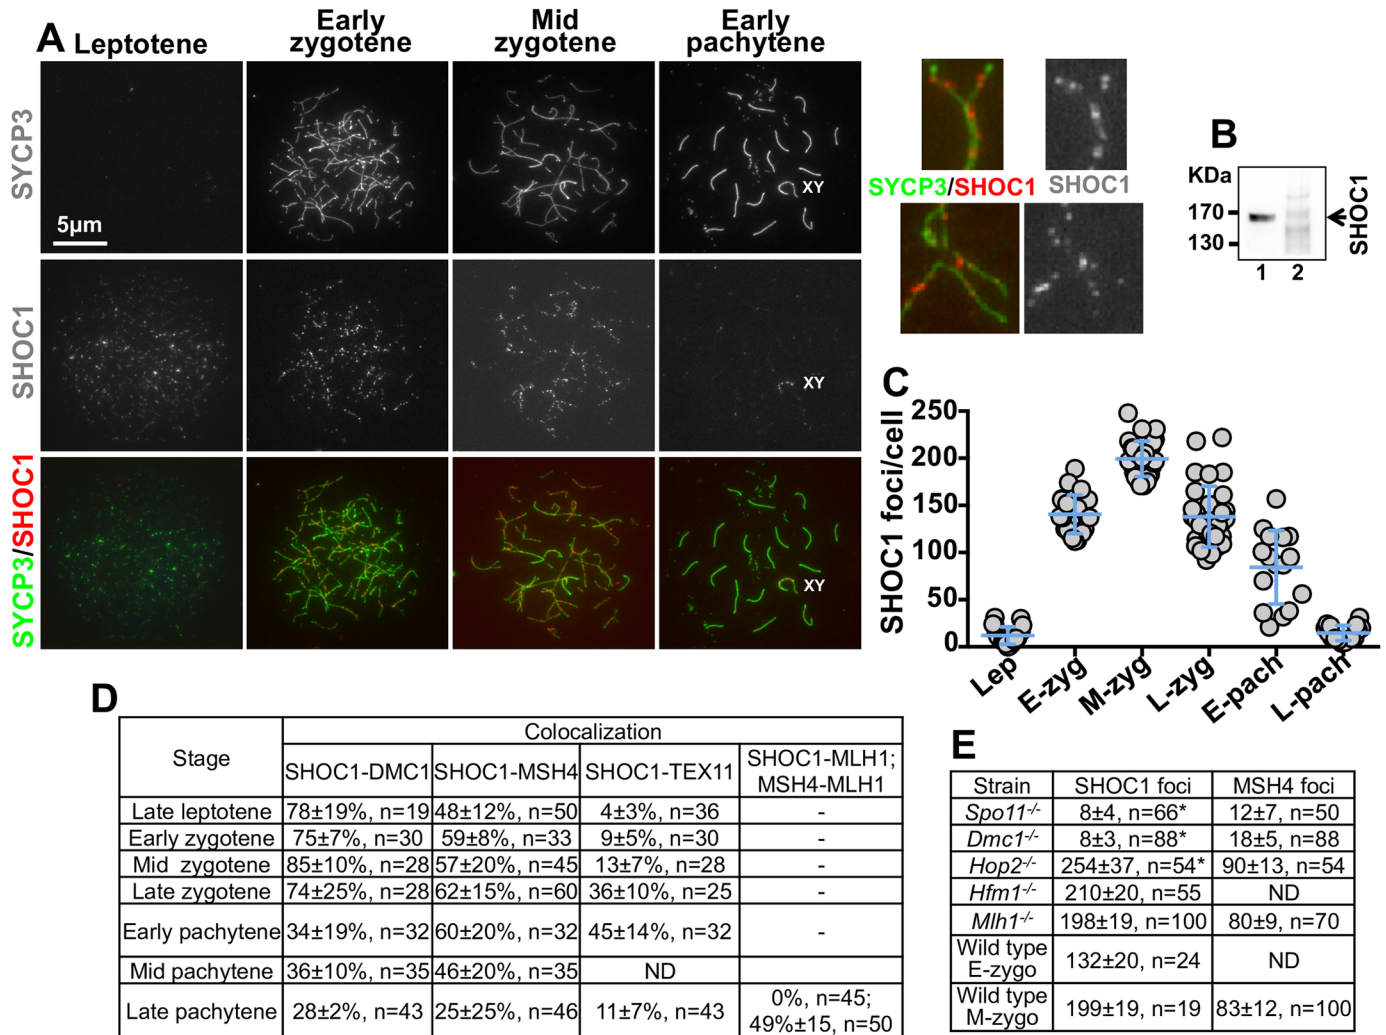 A
Leptotene
Early
zygotene
Mid
zygotene
Early
pachytene
SYCP3
5µm
XY
SHOC1
XY
SYCP3/SHOC1
XY
SYCP3/SHOC1
SHOC1
B
KDa
170
130
1 2
SHOC1
C
SHOC1 foci/cell
250
200
150
100
50
0
Lep
E-zyg
M-zyg
L-zyg
E-pach
L-pach
D
Stage
Colocalization
SHOC1-DMC1 SHOC1-MSH4 SHOC1-TEX11 SHOC1-MLH1;
MSH4-MLH1
Late leptotene 78±19%, n=19 48±12%, n=50 4±3%, n=36 -
Early zygotene 75±7%, n=30 59±8%, n=33 9±5%, n=30 -
Mid zygotene 85±10%, n=28 57±20%, n=45 13±7%, n=28 -
Late zygotene 74±25%, n=28 62±15%, n=60 36±10%, n=25 -
Early pachytene 34±19%, n=32 60±20%, n=32 45±14%, n=32 -
Mid pachytene 36±10%, n=35 46±20%, n=35 ND
Late pachytene 28±2%, n=43 25±25%, n=46 11±7%, n=43 0%, n=45;
49%±15, n=50
E
Strain SHOC1 foci MSH4 foci
Spo11-/- 8±4, n=66* 12±7, n=50
Dmc1-/- 8±3, n=88* 18±5, n=88
Hop2-/- 254±37, n=54* 90±13, n=54
Hfm1-/- 210±20, n=55 ND
Mlh1-/- 198±19, n=100 80±9, n=70
Wild type
E-zygo 132±20, n=24 ND
Wild type
M-zygo 199±19, n=19 83±12, n=100